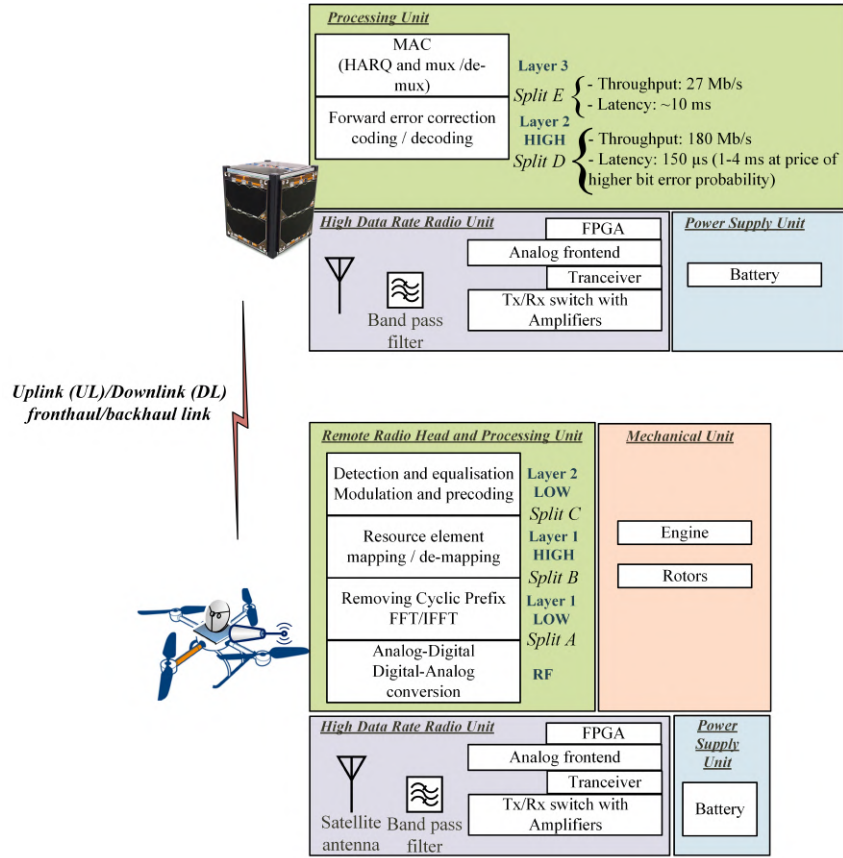 Processing Unit
MAC
(HARQ and mux /de-
mux)
Layer 3
Split E
- Throughput: 27 Mb/s
- Latency: ~10 ms
Forward error correction
coding / decoding
Layer 2
HIGH
Split D
- Throughput: 180 Mb/s
- Latency: 150 µs (1-4 ms at price of
higher bit error probability)
High Data Rate Radio Unit
FPGA
Analog frontend
Tranceiver
Tx/Rx switch with
Amplifiers
Band pass
filter
Power Supply Unit
Battery
Uplink (UL)/Downlink (DL)
fronthaul/backhaul link
Remote Radio Head and Processing Unit
Detection and equalisation
Modulation and precoding
Layer 2
LOW
Split C
Resource element
mapping / de-mapping
Layer 1
HIGH
Split B
Removing Cyclic Prefix
FFT/IFFT
Layer 1
LOW
Split A
Analog-Digital
Digital-Analog
conversion
RF
Mechanical Unit
Engine
Rotors
High Data Rate Radio Unit
FPGA
Analog frontend
Tranceiver
Tx/Rx switch with
Amplifiers
Satellite
antenna
Band pass
filter
Power
Supply
Unit
Battery